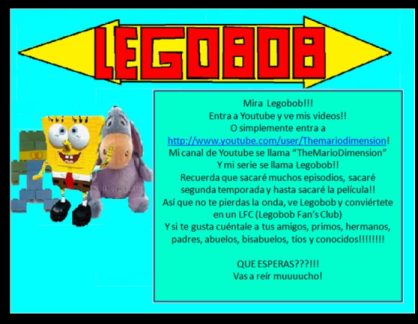 LEGOBOB
Mira Legobob!!!
Entra a Youtube y ve mis videos!!
O simplemente entra a
http://www.youtube.com/user/Themariodimension!
Mi canal de Youtube se llama “TheMarioDimension”
Y mi serie se llama Legobob!!
Recuerda que sacaré muchos episodios, sacaré
segunda temporada y hasta sacaré la película!!
Así que no te pierdas la onda, ve Legobob y conviértete
en un LFC (Legobob Fan’s Club)
Y si te gusta cuéntale a tus amigos, primos, hermanos,
padres, abuelos, bisabuelos, tíos y conocidos!!!!!!!!
QUE ESPERAS???!!!
Vas a reír muuuucho!